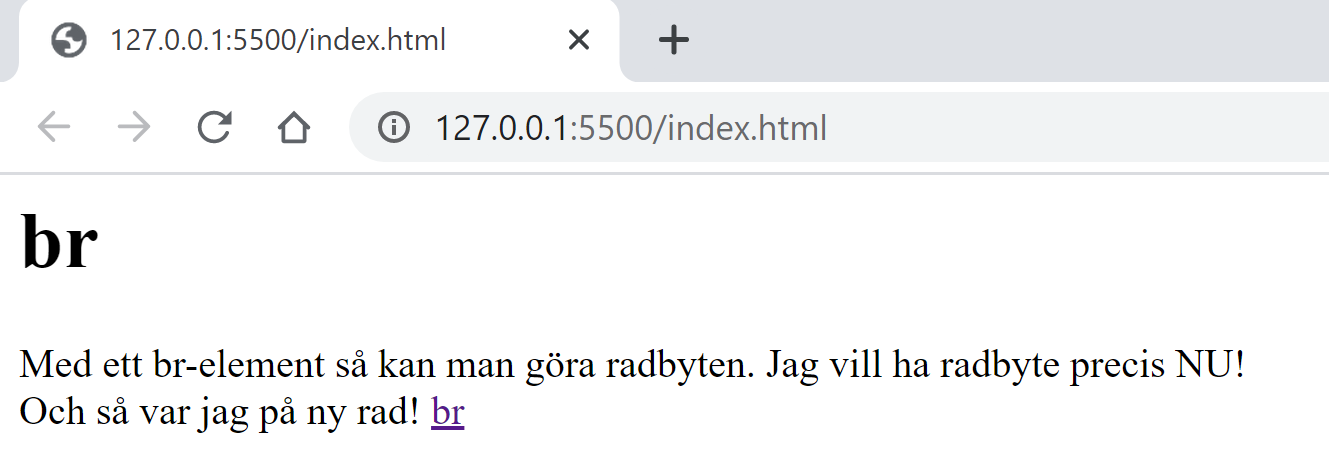 127.0.0.1:5500/index.html
127.0.0.1:5500/index.html
br
Med ett br-element så kan man göra radbyten. Jag vill ha radbyte precis NU!
Och så var jag på ny rad! br